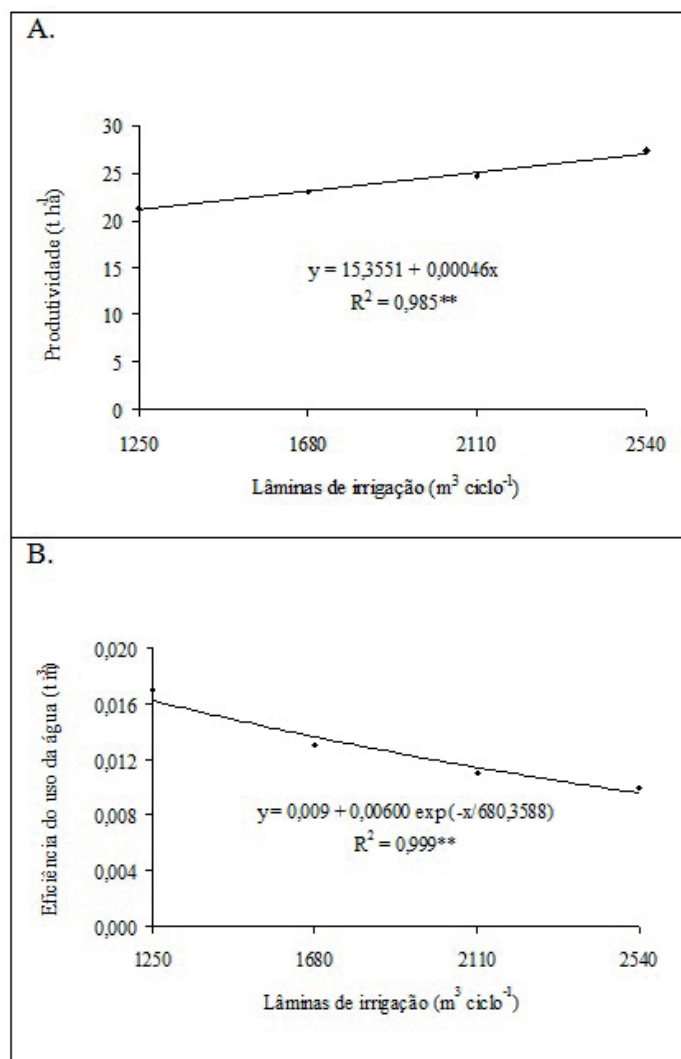 A.
Produtividade (t ha-1)
30
25
20
15
10
5
0
y = 15,3551 + 0,00046x
R² = 0,985**
1250 1680 2110 2540
Lâminas de irrigação (m³ ciclo⁻¹)
B.
Eficiência do uso da água (t m-3)
0,020
0,016
0,012
0,008
0,004
0,000
y= 0,009 + 0,00600 exp(-x/680,3588)
R² = 0,999**
1250 1680 2110 2540
Lâminas de irrigação (m³ ciclo⁻¹)